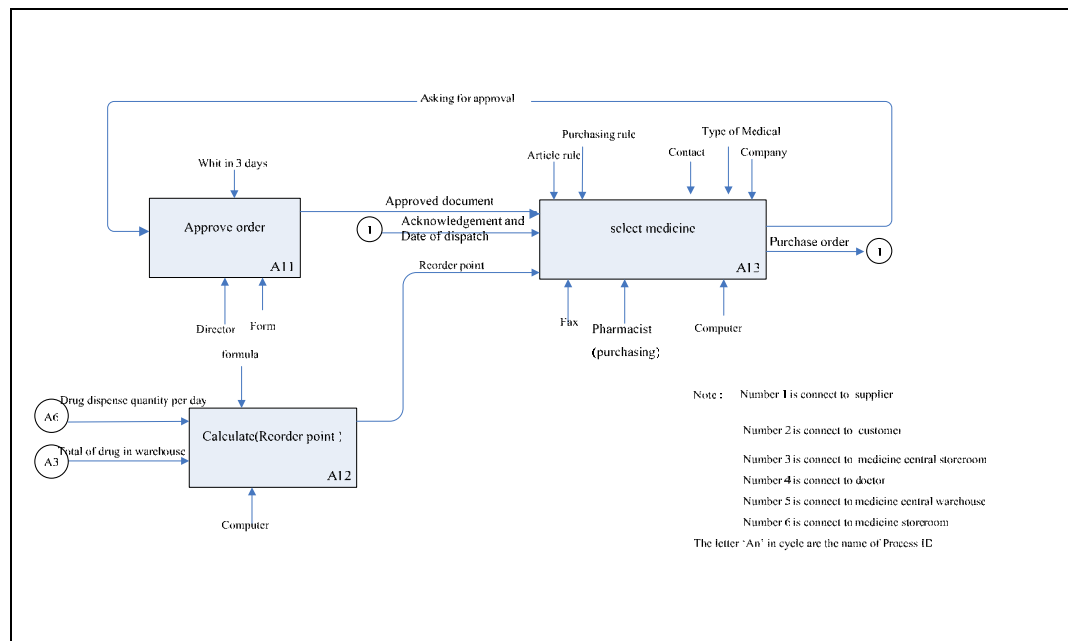 Asking for approval
Purchasing rule
Type of Medical
Article rule
Contact
Company
Whit in 3 days
Approved document
Approve order
A11
1
Acknowledgement and
Date of dispatch
select medicine
A13
Purchase order
1
Reorder point
Director
Form
Fax
Pharmacist
(purchasing)
Computer
formula
A6
Drug dispense quantity per day
A3
Total of drug in warehouse
Calculate(Reorder point )
A12
Computer
Note : Number 1 is connect to supplier
Number 2 is connect to customer
Number 3 is connect to medicine central storeroom
Number 4 is connect to doctor
Number 5 is connect to medicine central warehouse
Number 6 is connect to medicine storeroom
The letter ‘An’ in cycle are the name of Process ID